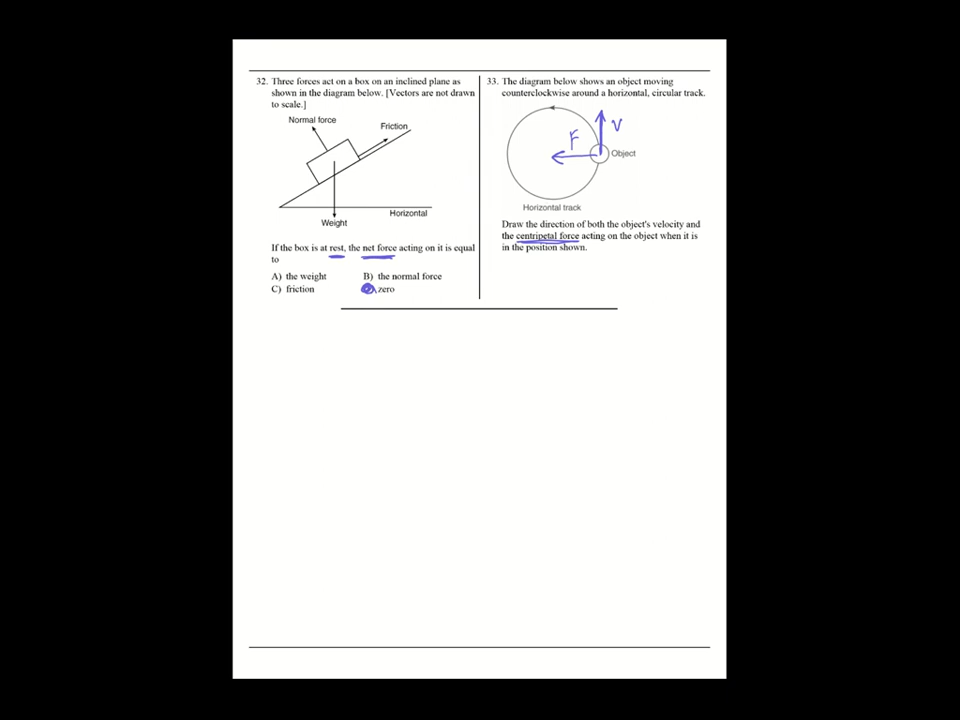 32. Three forces act on a box on an inclined plane as
shown in the diagram below. [Vectors are not drawn
to scale.]
Normal force
Friction
Horizontal
Weight
If the box is at rest, the net force acting on it is equal
to
A) the weight B) the normal force
C) friction zero
33. The diagram below shows an object moving
counterclockwise around a horizontal, circular track.
V
F
Object
Horizontal track
Draw the direction of both the object's velocity and
the centripetal force acting on the object when it is
in the position shown.